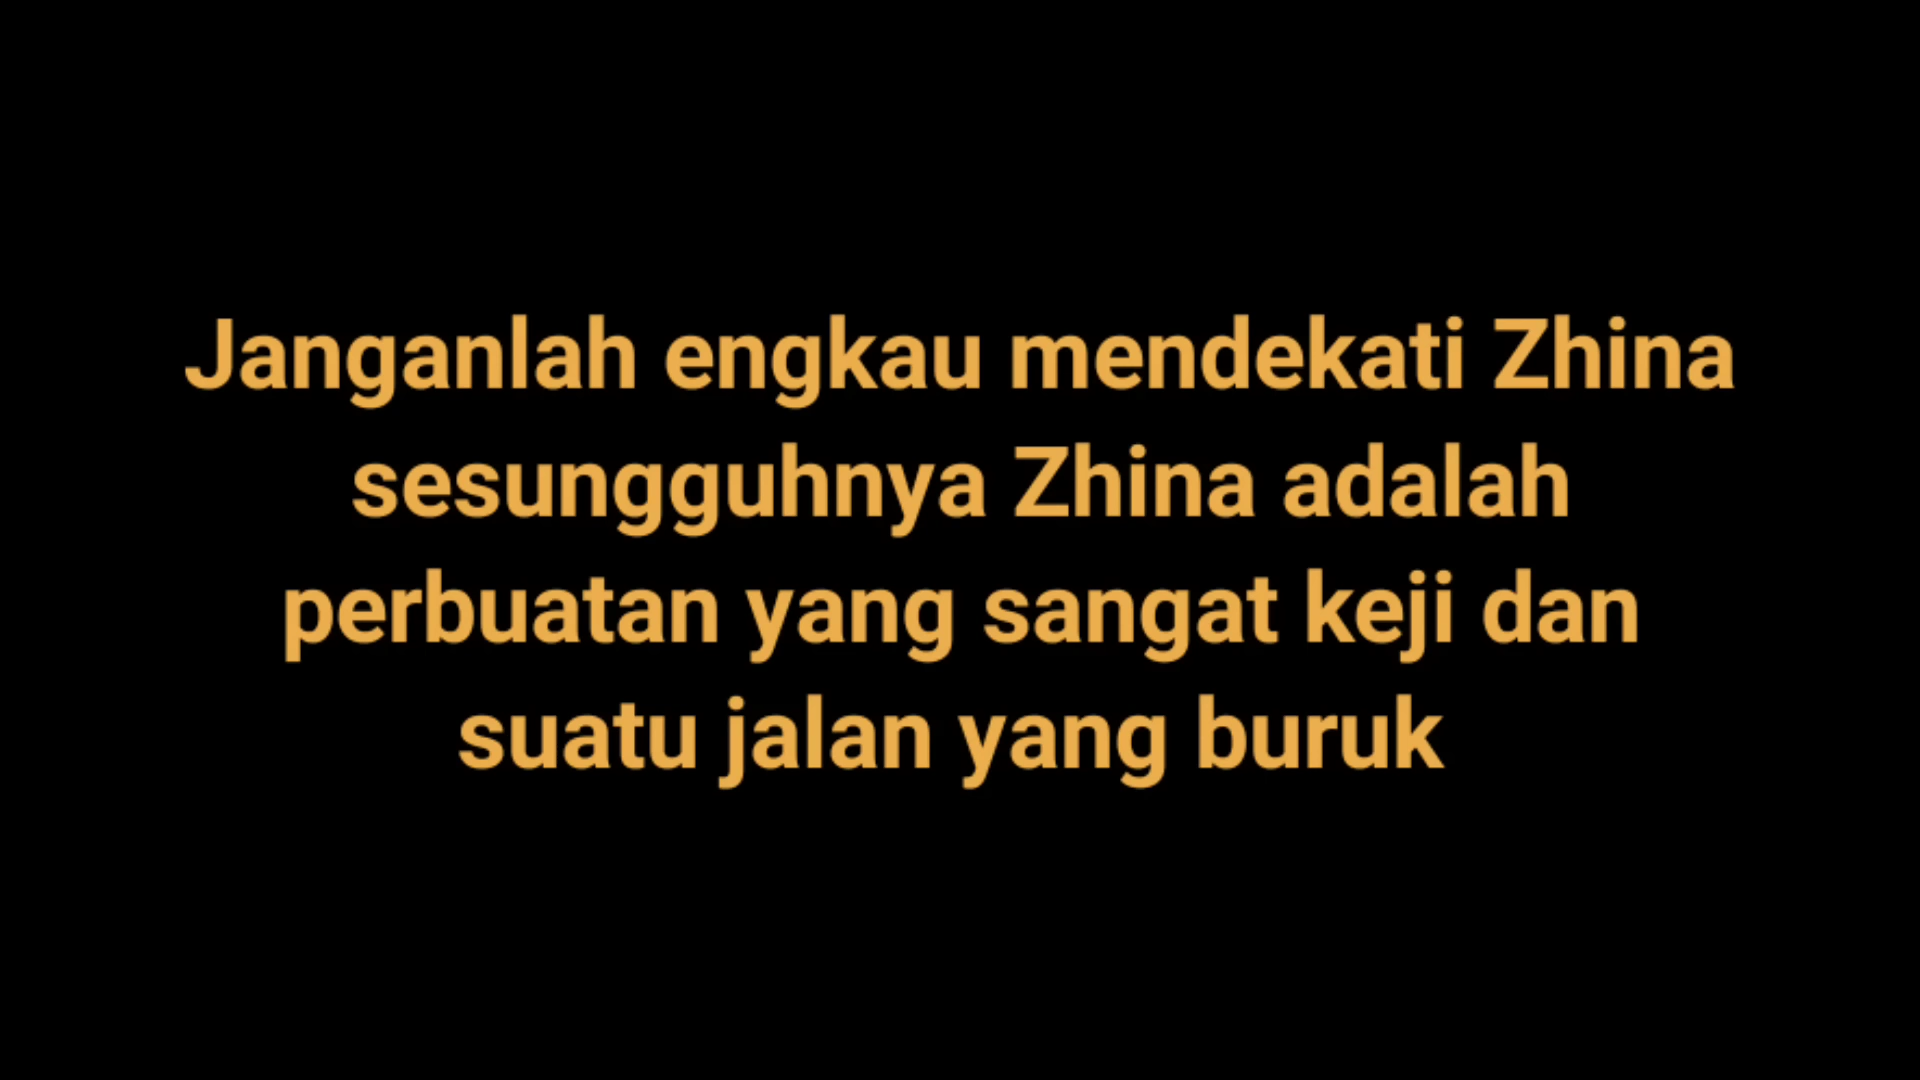 Janganlah engkau mendekati Zhina
sesungguhnya Zhina adalah
perbuatan yang sangat keji dan
suatu jalan yang buruk